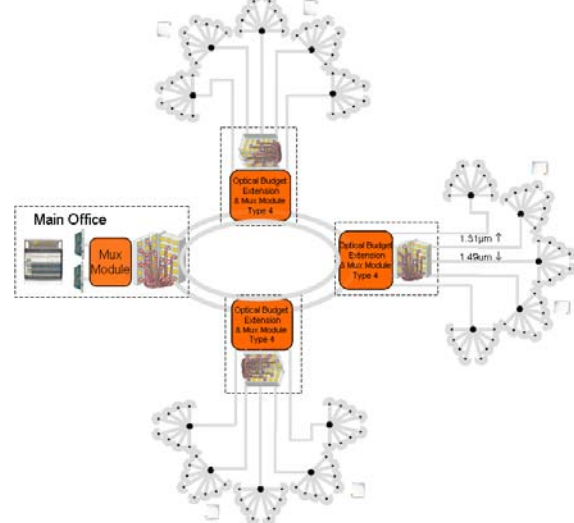 Optical Budget
Extension
& Mux Module
Type 4
Main Office
Mux
Module
Optical Budget
Extension
& Mux Module
Type 4
1.51µm ↑
1.49um ↓
Optical Budget
Extension
& Mux Module
Type 4